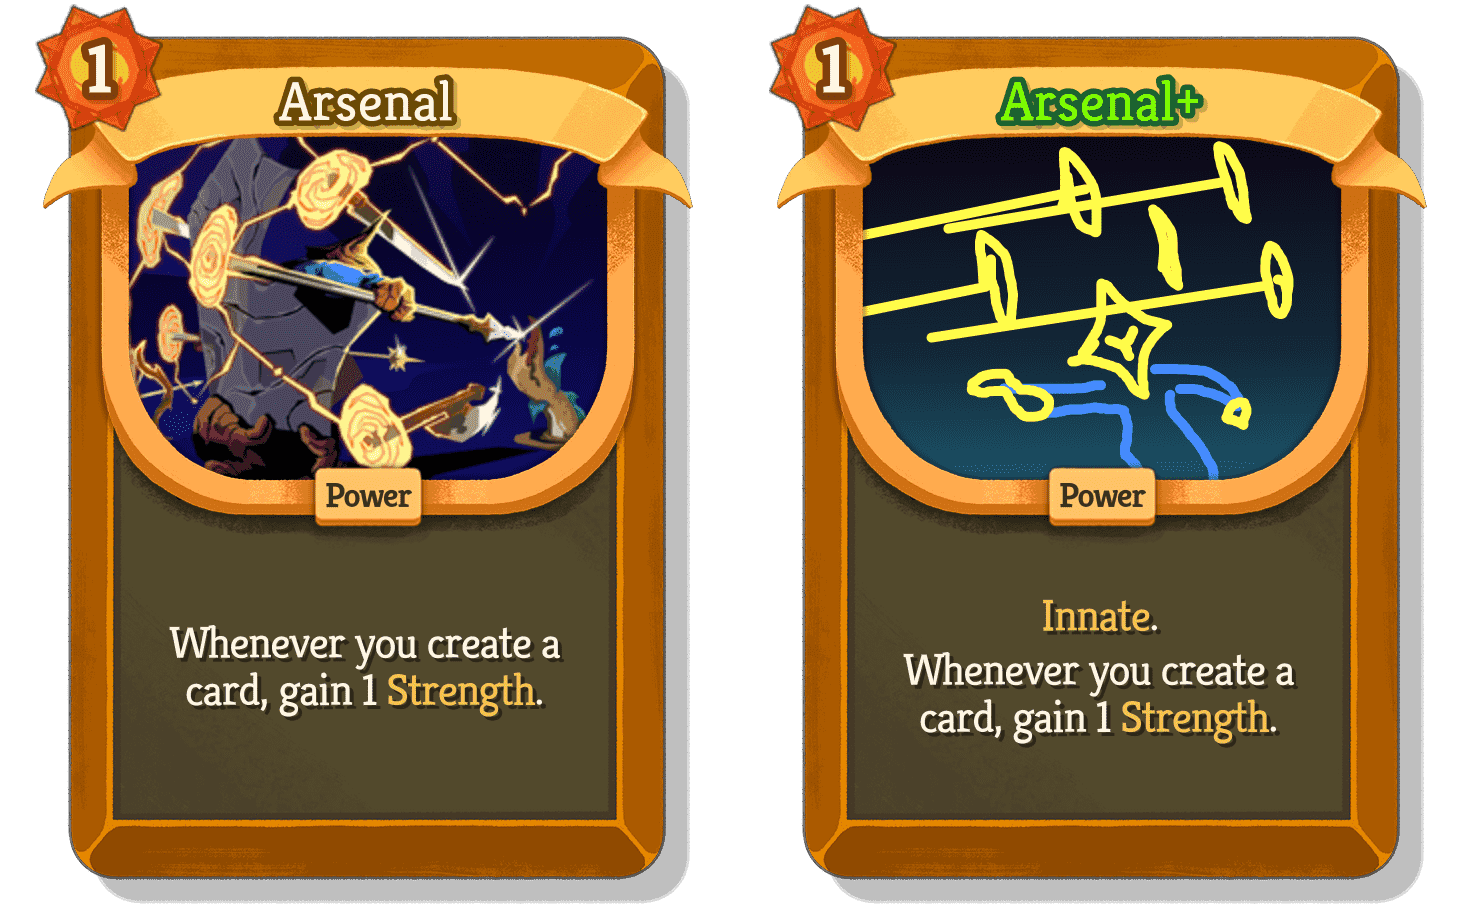 1
Arsenal
Power
Whenever you create a
card, gain 1 Strength.
1
Arsenal+
Power
Innate.
Whenever you create a
card, gain 1 Strength.